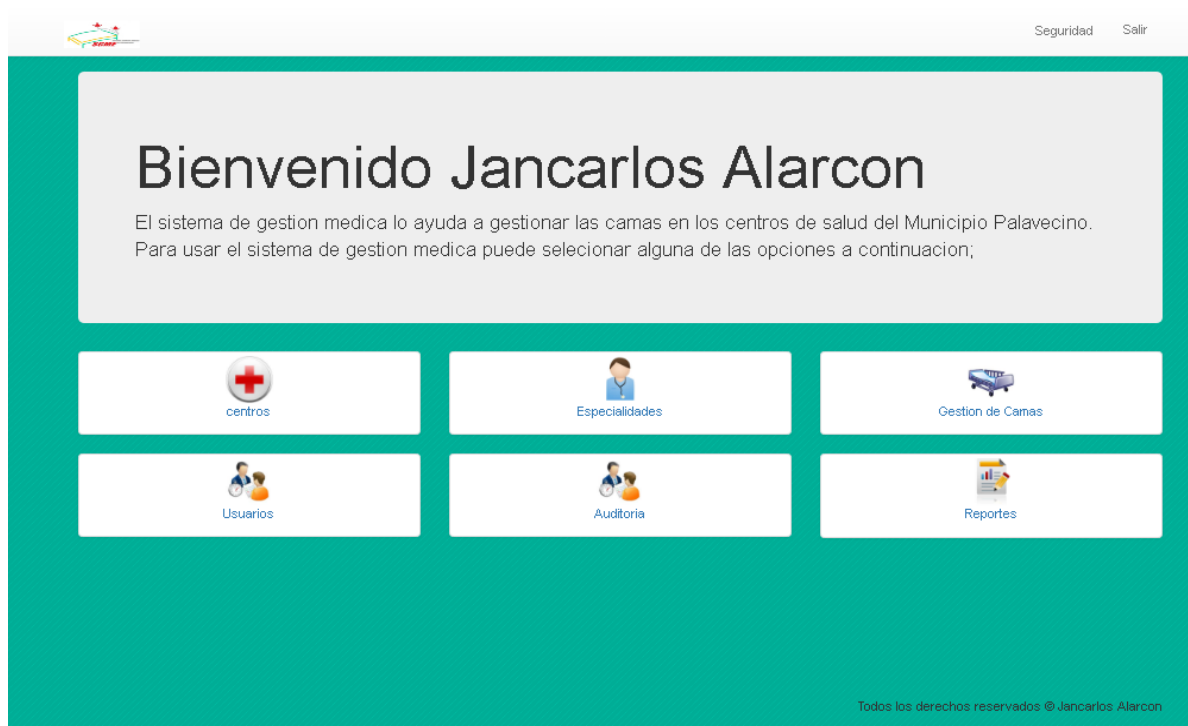 Seguridad Salir
Bienvenido Jancarlos Alarcon
El sistema de gestion medica lo ayuda a gestionar las camas en los centros de salud del Municipio Palavecino.
Para usar el sistema de gestion medica puede selecionar alguna de las opciones a continuacion;
centros Especialidades Gestion de Camas
Usuarios Auditoria Reportes
Todos los derechos reservados © Jancarlos Alarcon